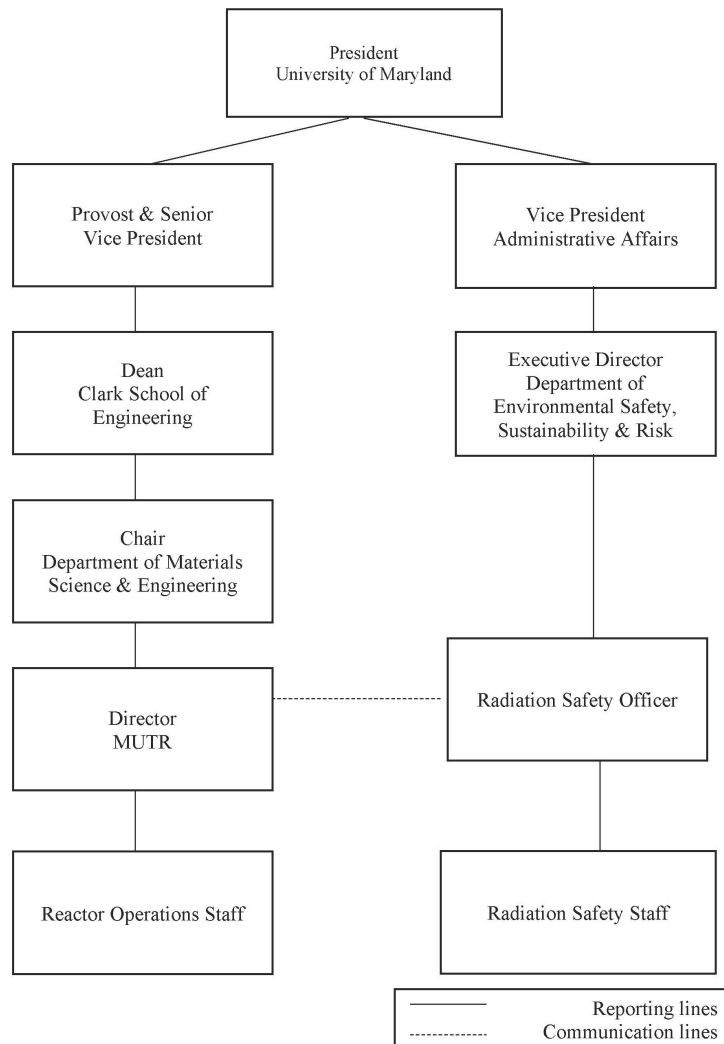 President
University of Maryland
Provost & Senior
Vice President
Vice President
Administrative Affairs
Dean
Clark School of
Engineering
Executive Director
Department of
Environmental Safety,
Sustainability & Risk
Chair
Department of Materials
Science & Engineering
Director
MUTR
Radiation Safety Officer
Reactor Operations Staff
Radiation Safety Staff
Reporting lines
Communication lines